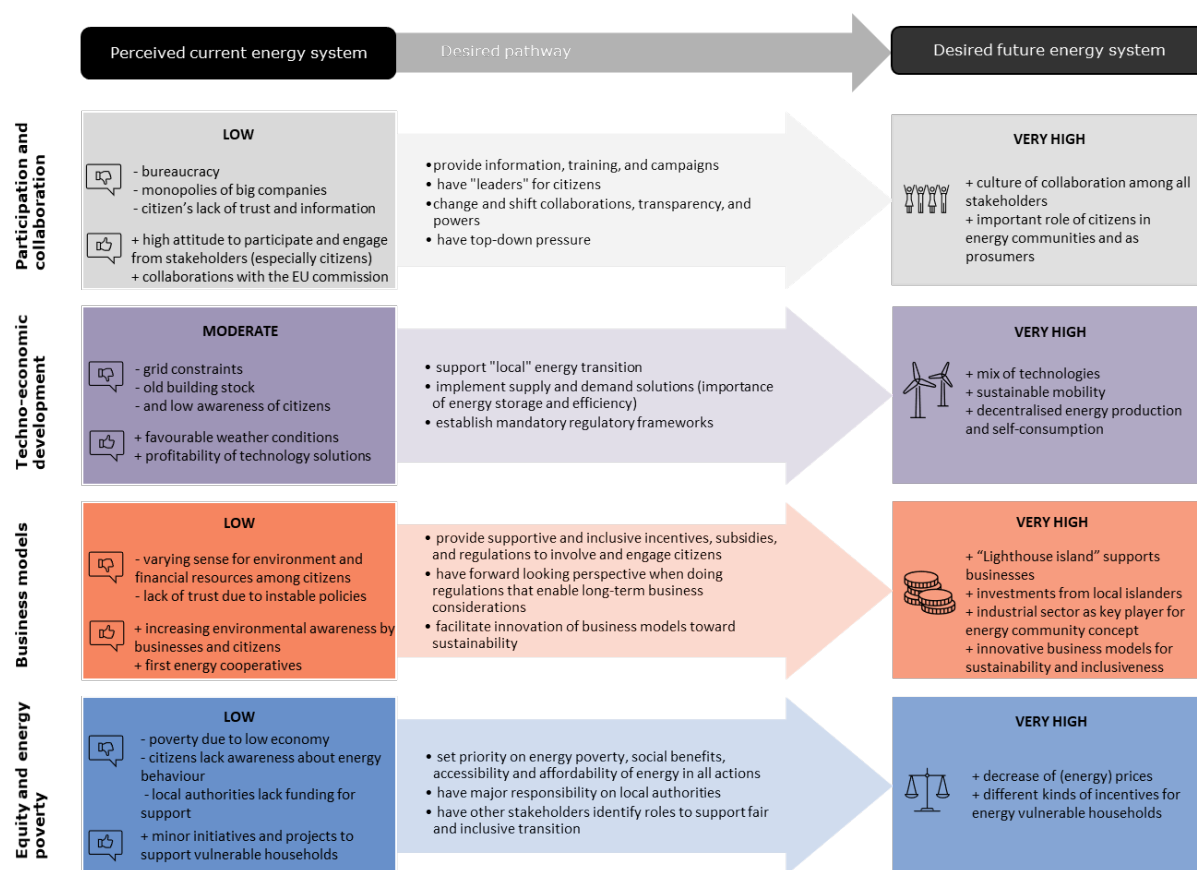 Perceived current energy system
Desired pathway
Desired future energy system
Participation and
collaboration
LOW
- bureaucracy
- monopolies of big companies
- citizen's lack of trust and information
+ high attitude to participate and engage
from stakeholders (especially citizens)
+ collaborations with the EU commission
•provide information, training, and campaigns
• have "leaders" for citizens
•change and shift collaborations, transparency, and
powers
• have top-down pressure
VERY HIGH
+ culture of collaboration among all
stakeholders
+ important role of citizens in
energy communities and as
prosumers
Techno-economic
development
MODERATE
- grid constraints
- old building stock
- and low awareness of citizens
+ favourable weather conditions
+ profitability of technology solutions
• support "local" energy transition
• implement supply and demand solutions (importance
of energy storage and efficiency)
• establish mandatory regulatory frameworks
VERY HIGH
+ mix of technologies
+ sustainable mobility
+ decentralised energy production
and self-consumption
Business models
LOW
- varying sense for environment and
financial resources among citizens
- lack of trust due to instable policies
+ increasing environmental awareness by
businesses and citizens
+ first energy cooperatives
• provide supportive and inclusive incentives, subsidies,
and regulations to involve and engage citizens
• have forward looking perspective when doing
regulations that enable long-term business
considerations
• facilitate innovation of business models toward
sustainability
VERY HIGH
+ “Lighthouse island” supports
businesses
+ investments from local islanders
+ industrial sector as key player for
energy community concept
+ innovative business models for
sustainability and inclusiveness
Equity and energy
poverty
LOW
- poverty due to low economy
- citizens lack awareness about energy
behaviour
- local authorities lack funding for
support
+ minor initiatives and projects to
support vulnerable households
• set priority on energy poverty, social benefits,
accessibility and affordability of energy in all actions
• have major responsibility on local authorities
• have other stakeholders identify roles to support fair
and inclusive transition
VERY HIGH
+ decrease of (energy) prices
+ different kinds of incentives for
energy vulnerable households